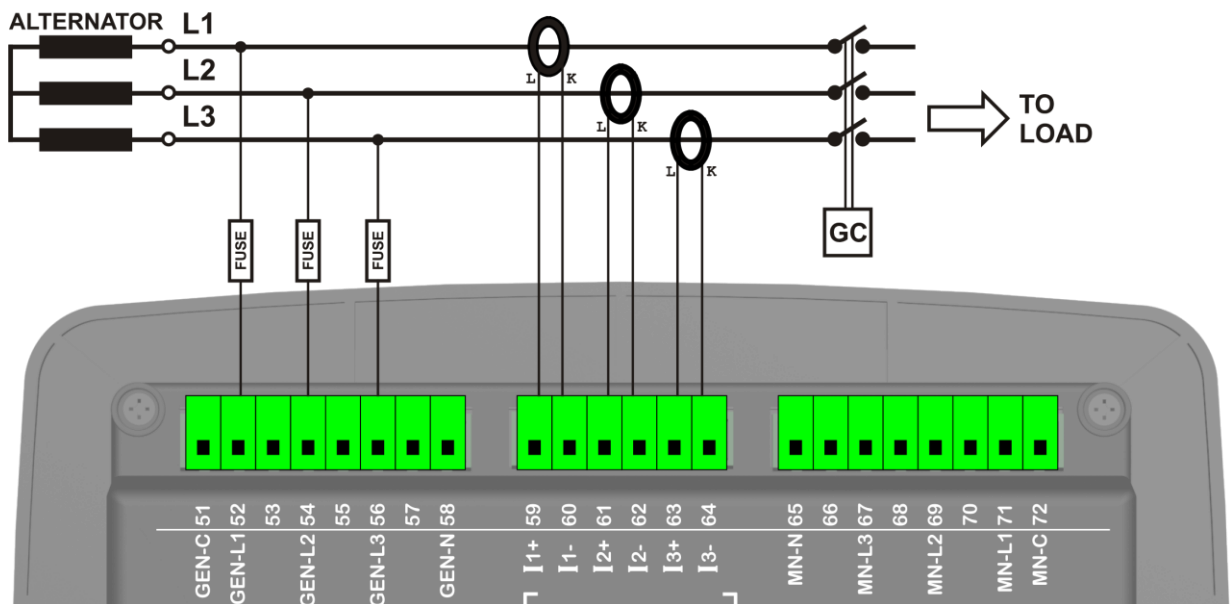 ALTERNATOR L1
L2
L3
L K
L K
L K
TO
LOAD
GC
FUSE FUSE FUSE
51 52 53 54 55 56 57 58 59 60 61 62 63 64 65 66 67 68 69 70 71 72
GEN-C GEN-L1 GEN-L2 GEN-L3 GEN-N I1+ I1- I2+ I2- I3+ I3- MN-N MN-L3 MN-L2 MN-L1 MN-C